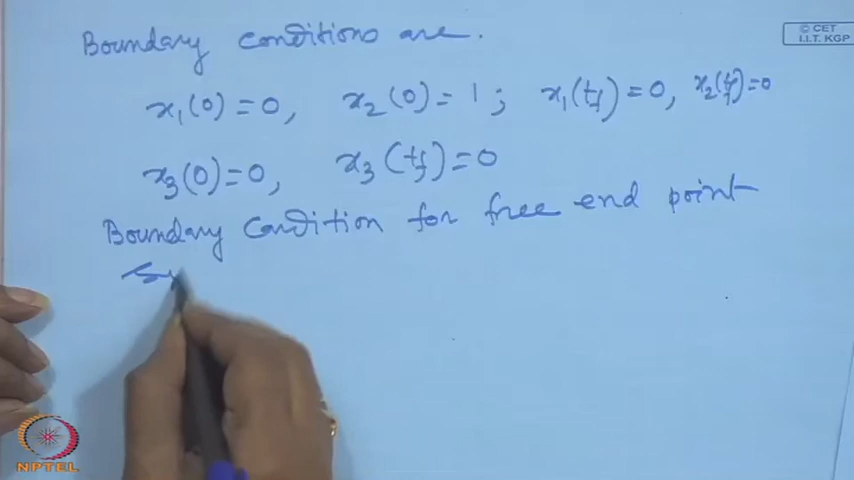 Boundary conditions are.
© CET
I.I.T. KGP
x₁(0) = 0, x₂(0) = 1; x₁(tf) = 0, x₂(tf) = 0
x₃(0) = 0, x₃(tf) = 0
Boundary Condition for free end point
NPTEL